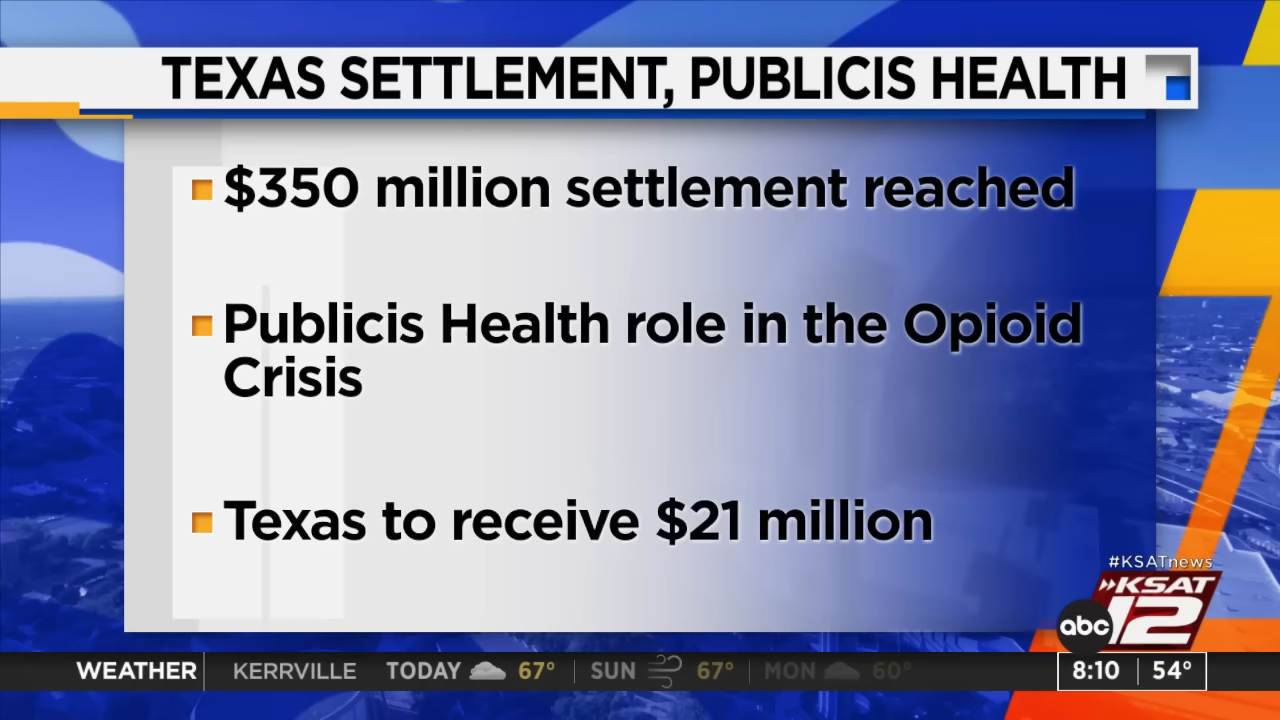 TEXAS SETTLEMENT, PUBLICIS HEALTH
$350 million settlement reached
Publicis Health role in the Opioid
Crisis
Texas to receive $21 million
#KSATnews
KSAT
abc 12
WEATHER KERRVILLE TODAY 67° SUN 67° MON 60° 8:10 54°